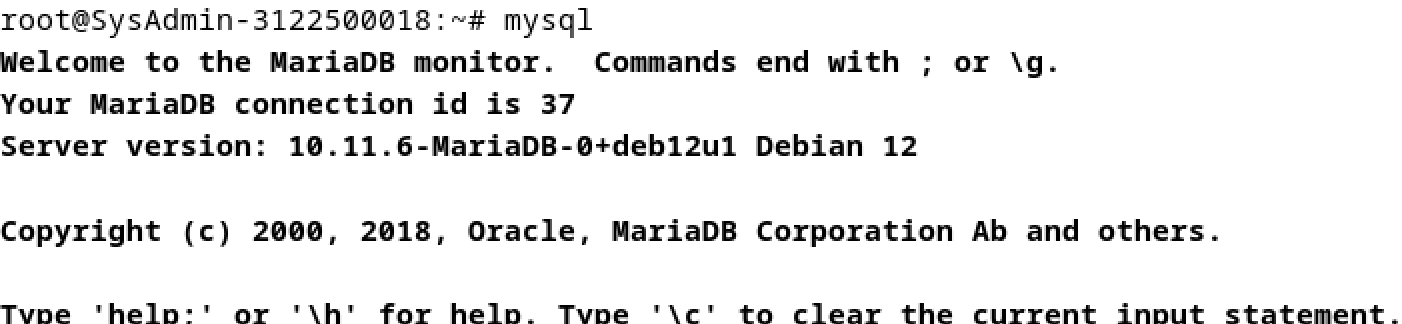 root@SysAdmin-3122500018:~# mysql
Welcome to the MariaDB monitor.  Commands end with ; or \g.
Your MariaDB connection id is 37
Server version: 10.11.6-MariaDB-0+deb12u1 Debian 12
Copyright (c) 2000, 2018, Oracle, MariaDB Corporation Ab and others.
Type 'help;' or '\h' for help. Type '\c' to clear the current input statement.